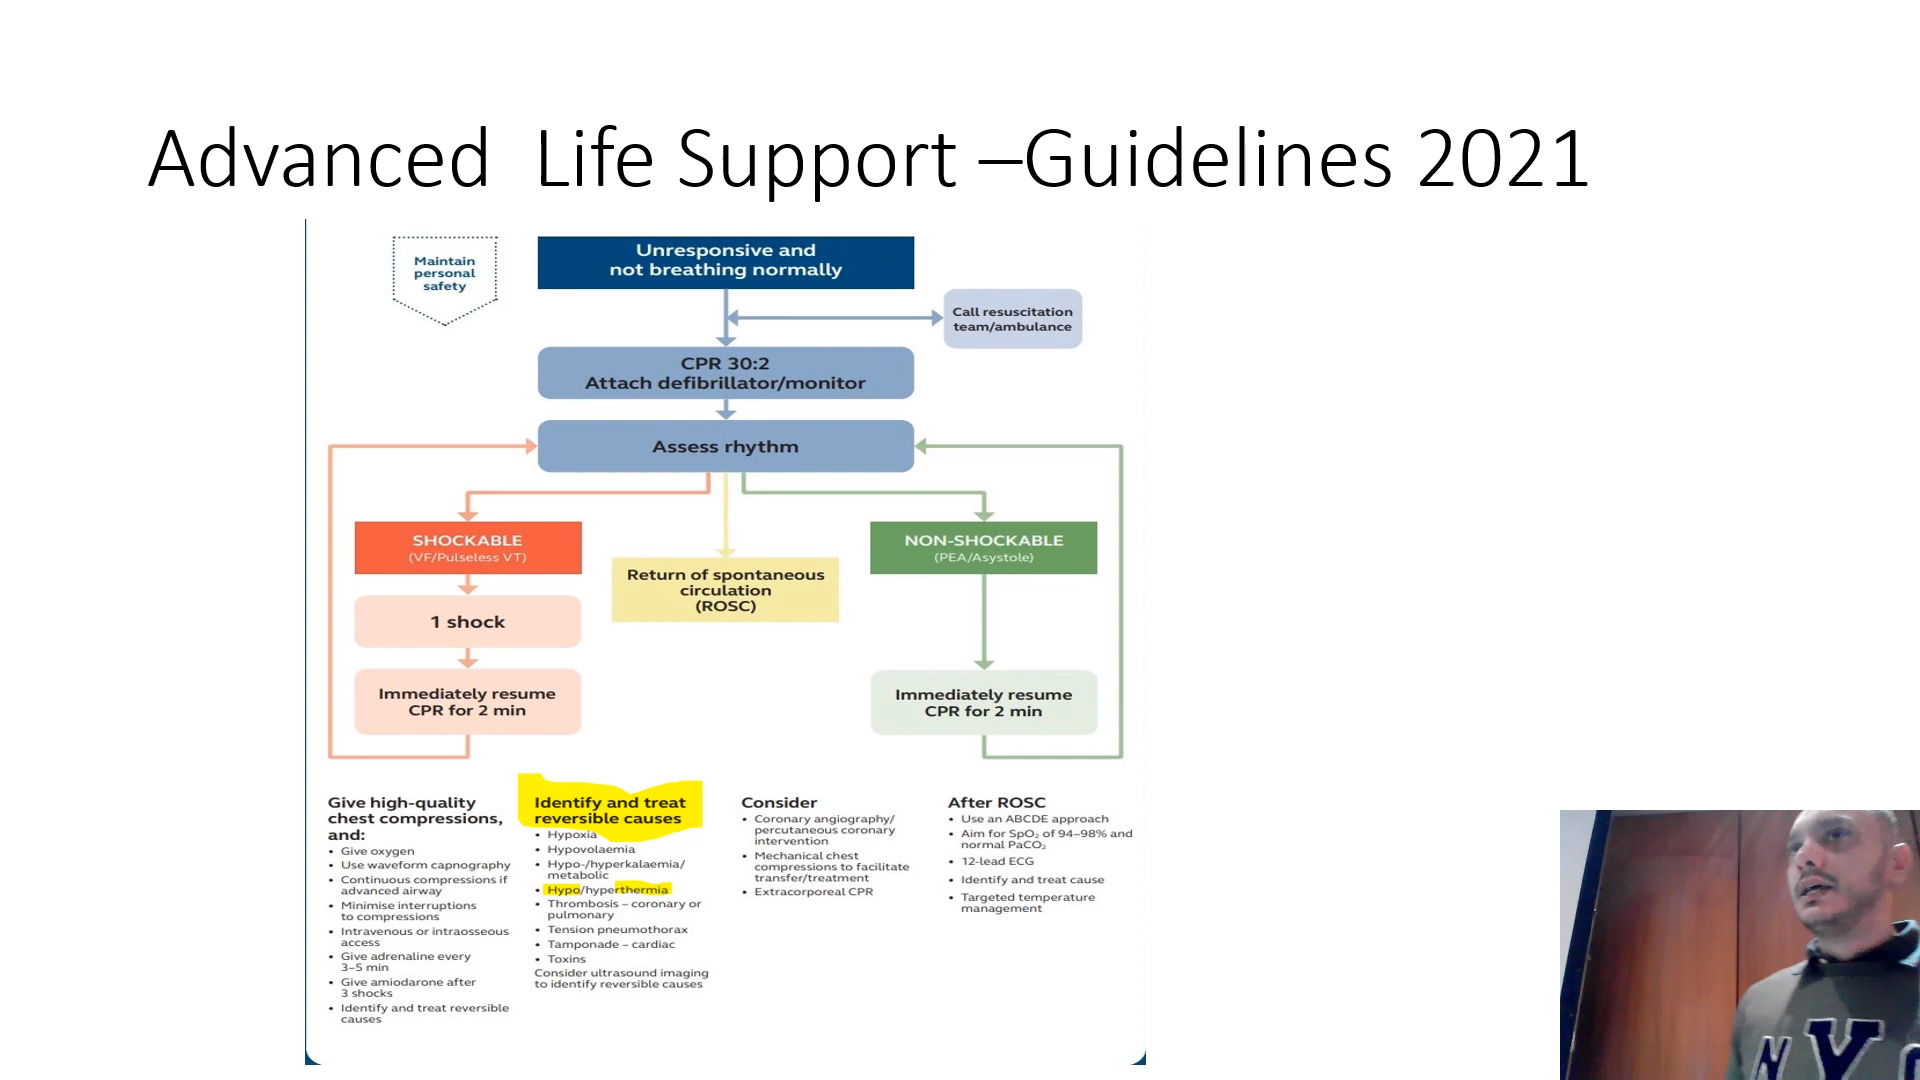 Advanced  Life Support –Guidelines 2021
Maintain
personal
safety
Unresponsive and
not breathing normally
Call resuscitation
team/ambulance
CPR 30:2
Attach defibrillator/monitor
Assess rhythm
SHOCKABLE
(VF/Pulseless VT)
NON-SHOCKABLE
(PEA/Asystole)
Return of spontaneous
circulation
(ROSC)
1 shock
Immediately resume
CPR for 2 min
Immediately resume
CPR for 2 min
Give high-quality
chest compressions,
and:
• Give oxygen
• Use waveform capnography
• Continuous compressions if
advanced airway
• Minimise interruptions
to compressions
• Intravenous or intraosseous
access
• Give adrenaline every
3–5 min
• Give amiodarone after
3 shocks
• Identify and treat reversible
causes
Identify and treat
reversible causes
• Hypoxia
• Hypovolaemia
• Hypo-/hyperkalaemia/
metabolic
• Hypo/hyperthermia
• Thrombosis – coronary or
pulmonary
• Tension pneumothorax
• Tamponade – cardiac
• Toxins
Consider ultrasound imaging
to identify reversible causes
Consider
• Coronary angiography/
percutaneous coronary
intervention
• Mechanical chest
compressions to facilitate
transfer/treatment
• Extracorporeal CPR
After ROSC
• Use an ABCDE approach
• Aim for SpO₂ of 94–98% and
normal PaCO₂
• 12-lead ECG
• Identify and treat cause
• Targeted temperature
management
NYC